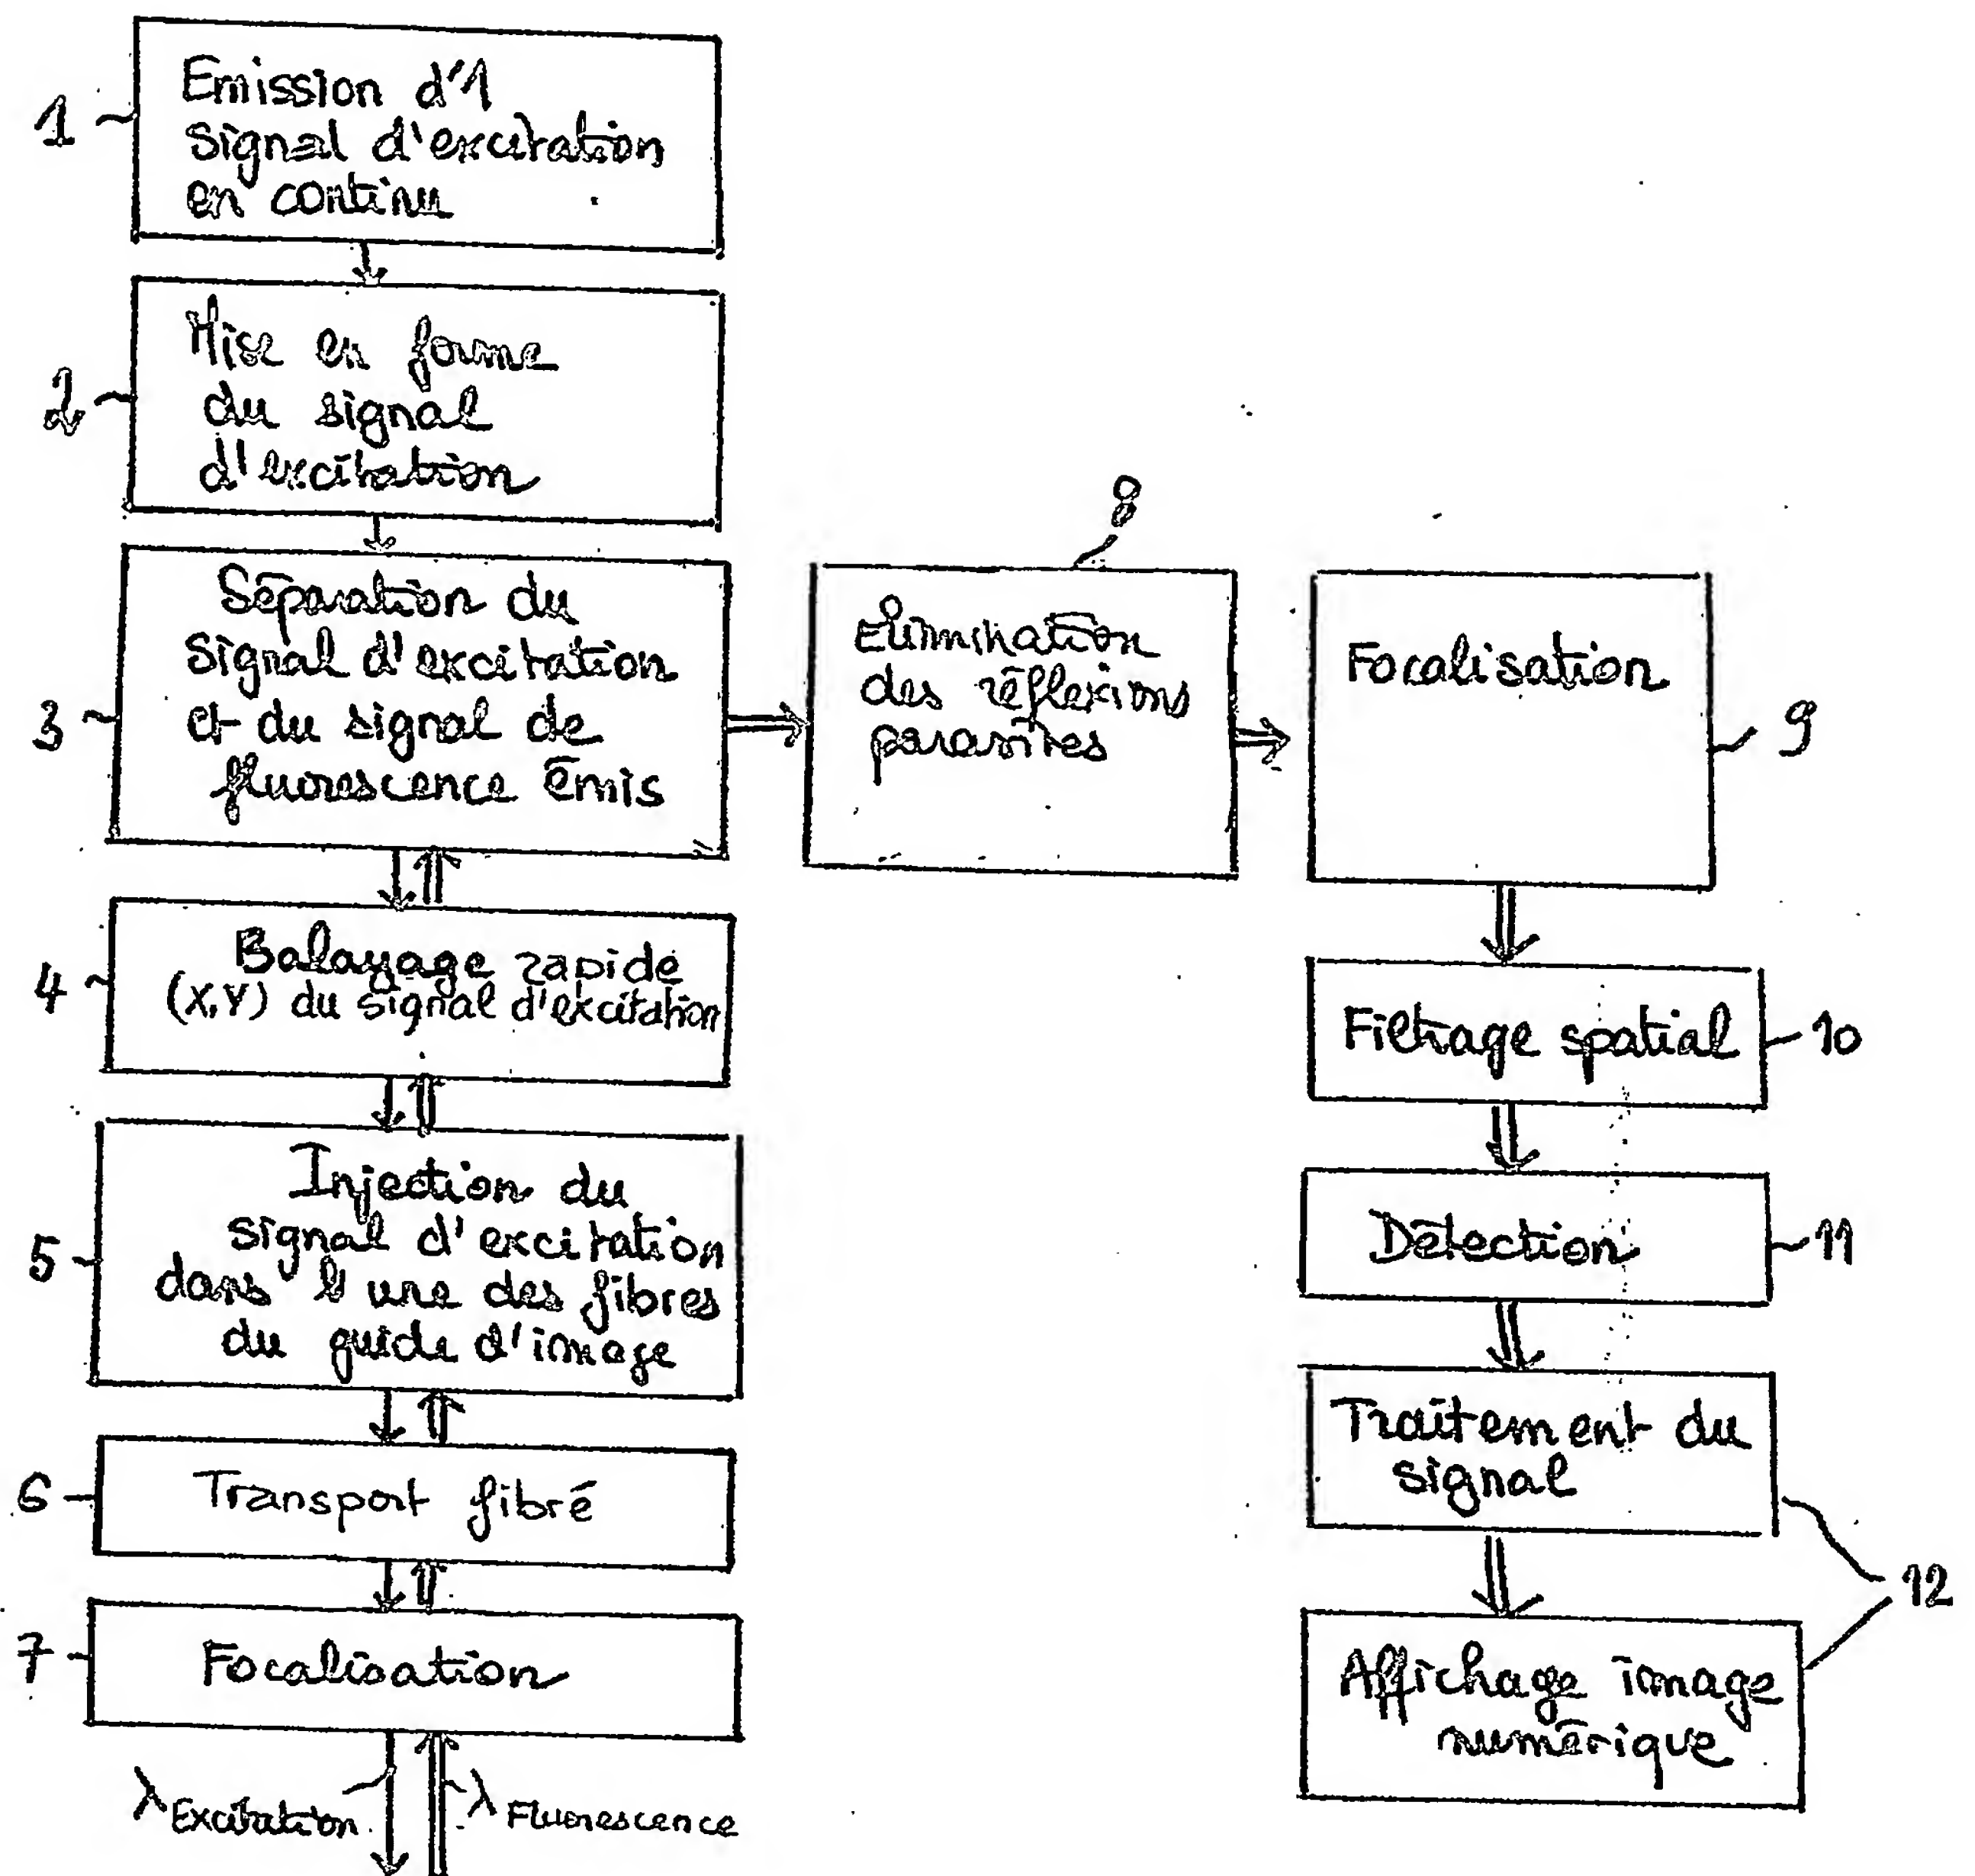 1
Emission d'1
signal d'excitation
en continu
2
Mise en forme
du signal
d'excitation
3
Séparation du
signal d'excitation
et du signal de
fluorescence émis
4
Balayage rapide
(X,Y) du signal d'excitation
5
Injection du
signal d'excitation
dans l'une des fibres
du guide d'image
6
Transport fibré
7
Focalisation
λ Excitation
λ Fluorescence
8
Elimination
des réflexions
parasites
9
Focalisation
10
Filtrage spatial
11
Détection
Traitement du
signal
12
Affichage image
numérique